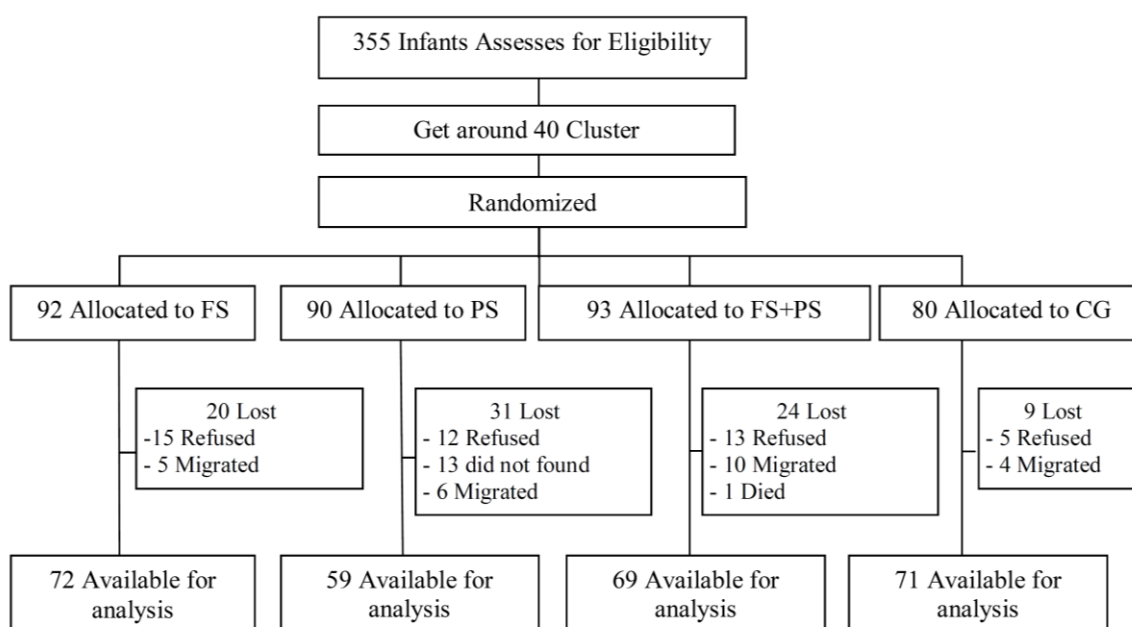 355 Infants Assesses for Eligibility
Get around 40 Cluster
Randomized
92 Allocated to FS
90 Allocated to PS
93 Allocated to FS+PS
80 Allocated to CG
20 Lost
-15 Refused
- 5 Migrated
31 Lost
- 12 Refused
- 13 did not found
- 6 Migrated
24 Lost
- 13 Refused
- 10 Migrated
- 1 Died
9 Lost
- 5 Refused
- 4 Migrated
72 Available for
analysis
59 Available for
analysis
69 Available for
analysis
71 Available for
analysis